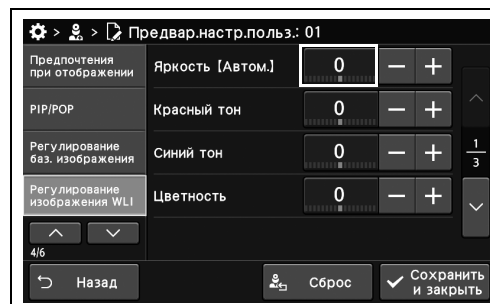 > > Предвар.настр.польз.: 01
Предпочтения
при отображении
Яркость [Автом.] 0 − +
PIP/POP
Красный тон 0 − +
Регулирование
баз. изображения
Синий тон 0 − +
1
3
Регулирование
изображения WLI
Цветность 0 − +
4/6
Назад
Сброс
Сохранить
и закрыть